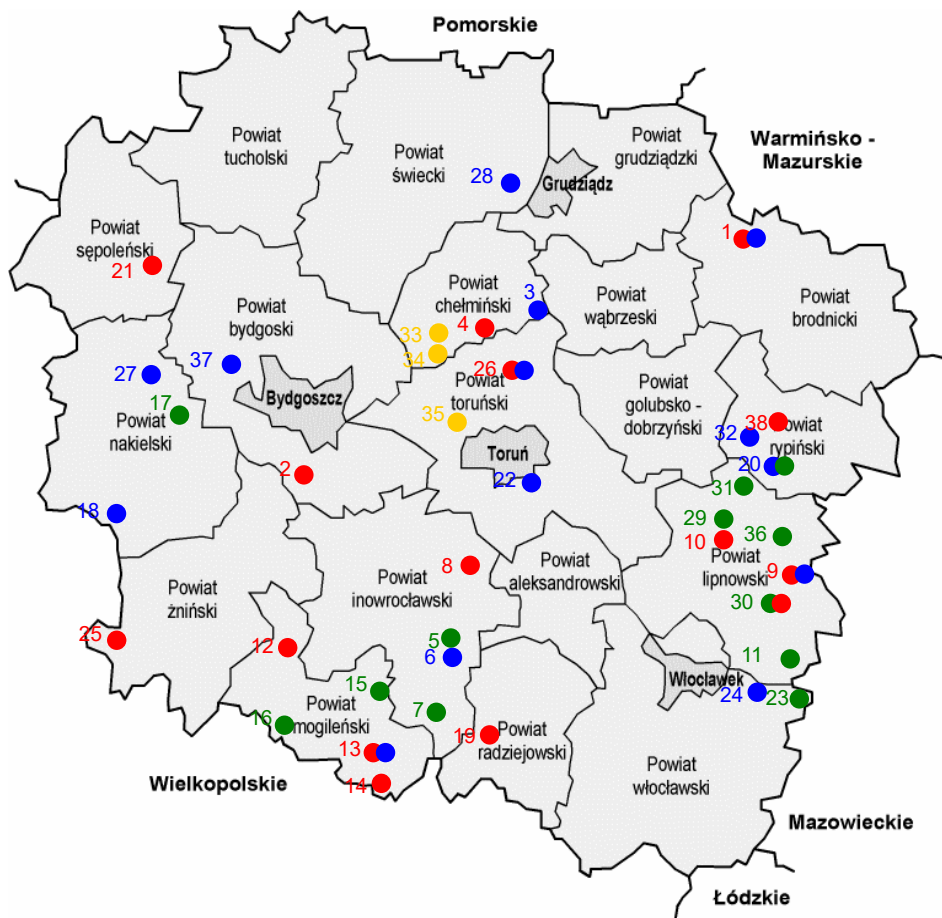 Pomorskie
Warmińsko -
Mazurskie
Powiat
tucholski
Powiat
świecki
28
Grudziądz
Powiat
grudziądzki
Powiat
sępoleński
21
1
Powiat
brodnicki
Powiat
bydgoski
Powiat
chełmiński
3
4
33
34
Powiat
wąbrzeski
37
27
17
Powiat
nakielski
Bydgoszcz
26
Powiat
toruński
35
Powiat
golubsko -
dobrzyński
38
Powiat
rypiński
32
20
Toruń
22
2
18
31
29
10
36
Powiat
lipnowski
9
30
8
Powiat
aleksandrowski
Powiat
inowrocławski
Powiat
żniński
25
12
5
6
11
Włocławek
24
23
15
7
16
Powiat
mogileński
13
14
19
Powiat
radziejowski
Powiat
włocławski
Wielkopolskie
Mazowieckie
Łódzkie